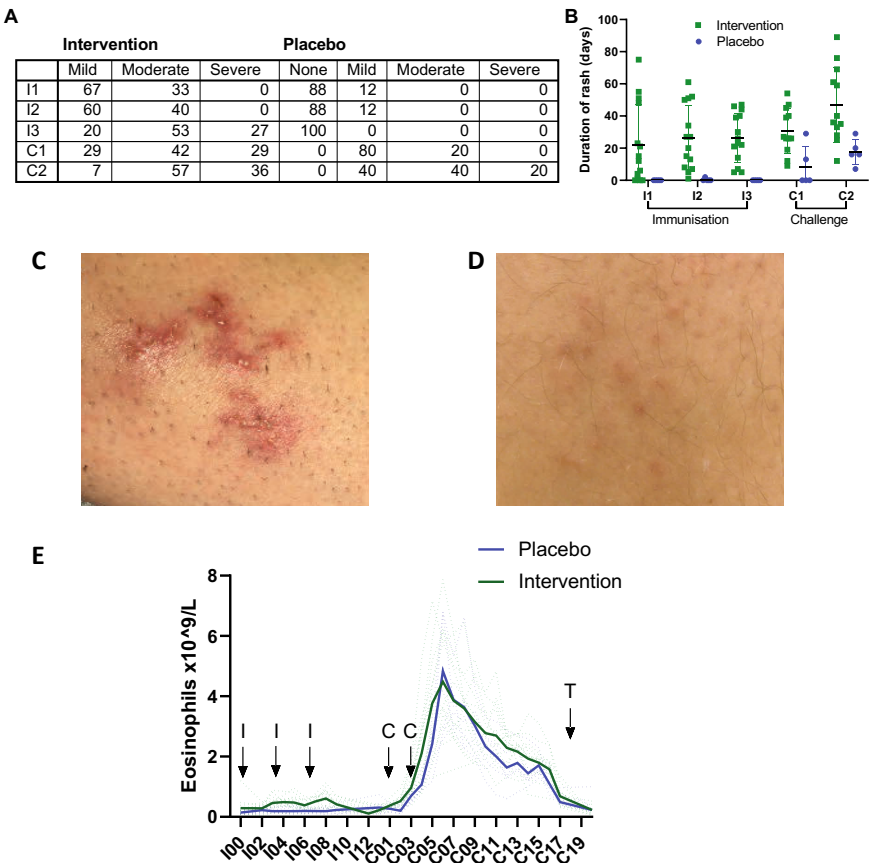 A
Intervention Placebo
Mild Moderate Severe None Mild Moderate Severe
I1 67 33 0 88 12 0 0
I2 60 40 0 88 12 0 0
I3 20 53 27 100 0 0 0
C1 29 42 29 0 80 20 0
C2 7 57 36 0 40 40 20
B
Duration of rash (days)
100
80
60
40
20
0
Intervention
Placebo
I1 I2 I3 C1 C2
Immunisation Challenge
C
D
E
Placebo
Intervention
Eosinophils x10^9/L
8
6
4
2
0
I I I C C T
I00 I02 I04 I06 I08 I10 I12 C01 C03 C05 C07 C09 C11 C13 C15 C17 C19